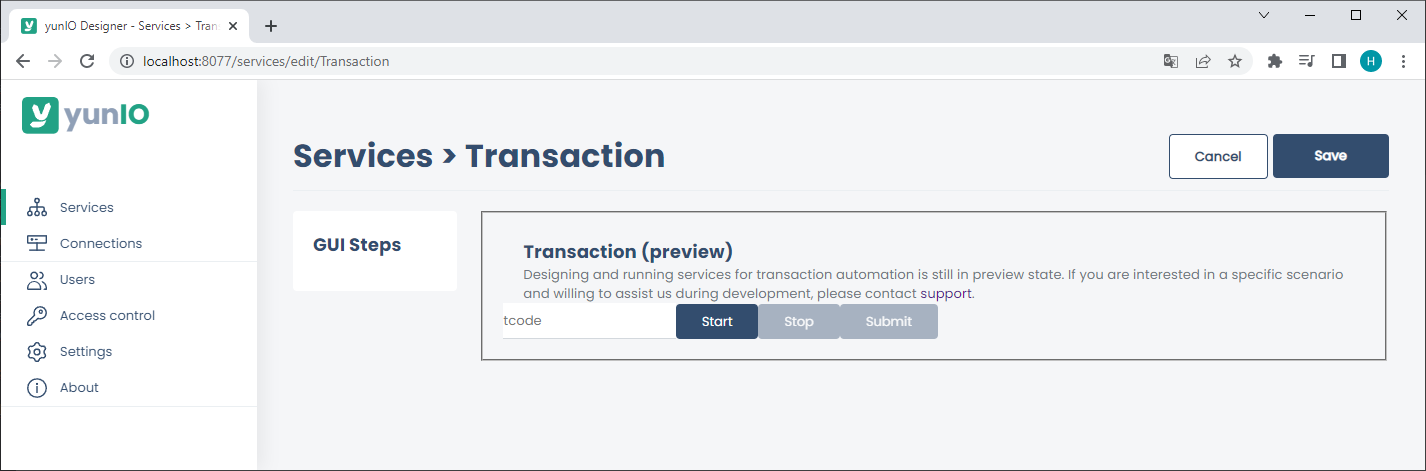 yunIO Designer - Services > Tran
localhost:8077/services/edit/Transaction
H
yunIO
Services > Transaction
Cancel
Save
Services
Connections
Users
Access control
Settings
About
GUI Steps
Transaction (preview)
Designing and running services for transaction automation is still in preview state. If you are interested in a specific scenario
and willing to assist us during development, please contact support.
tcode
Start
Stop
Submit